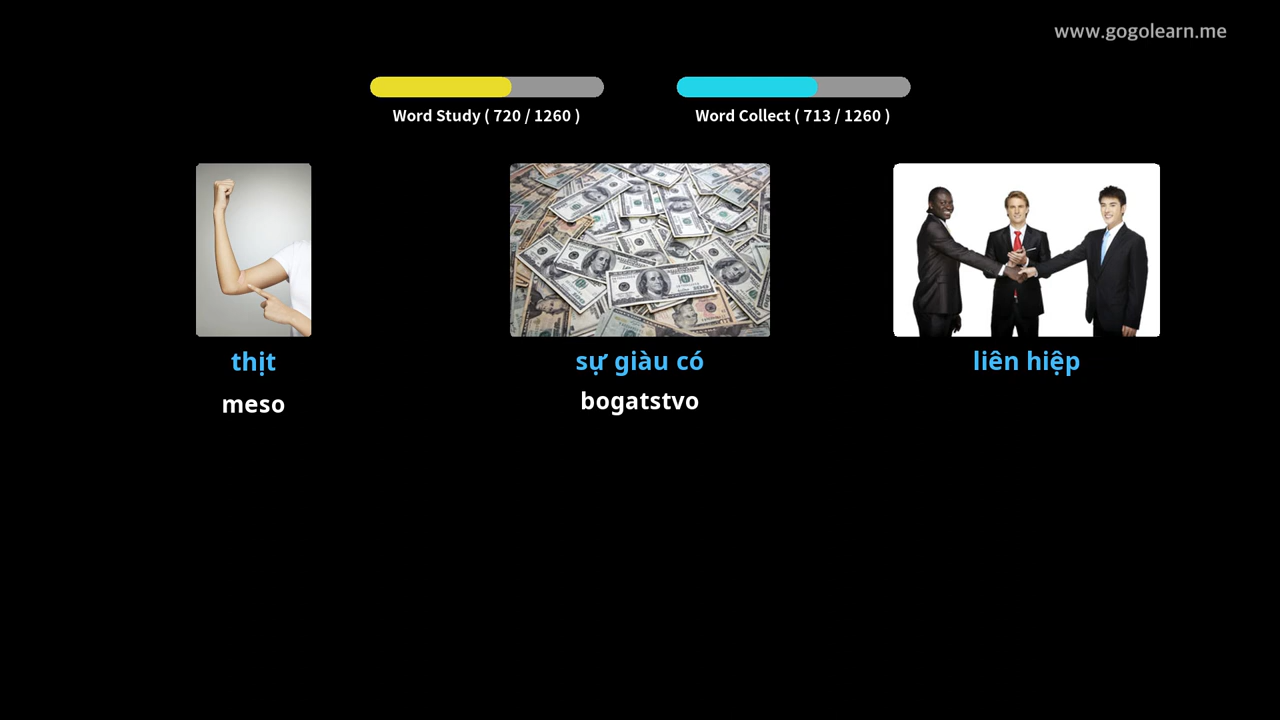 www.gogolearn.me
Word Study ( 720 / 1260 )
Word Collect ( 713 / 1260 )
thịt
sự giàu có
liên hiệp
meso
bogatstvo